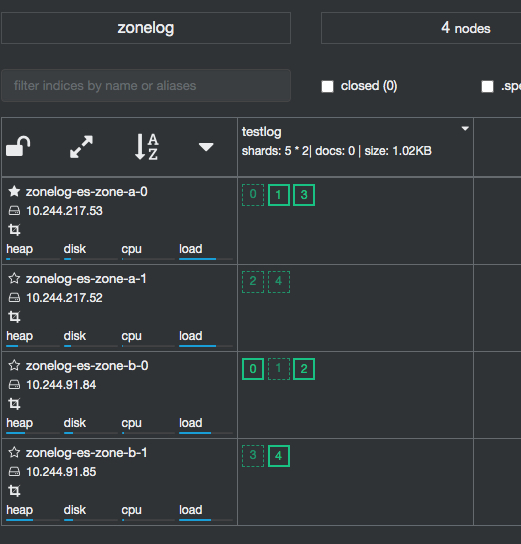 zonelog
4 nodes
filter indices by name or aliases
closed (0)
.spe
A
Z
testlog
shards: 5 * 2| docs: 0 | size: 1.02KB
zonelog-es-zone-a-0
10.244.217.53
heap disk cpu load
0 1 3
zonelog-es-zone-a-1
10.244.217.52
heap disk cpu load
2 4
zonelog-es-zone-b-0
10.244.91.84
heap disk cpu load
0 1 2
zonelog-es-zone-b-1
10.244.91.85
heap disk cpu load
3 4